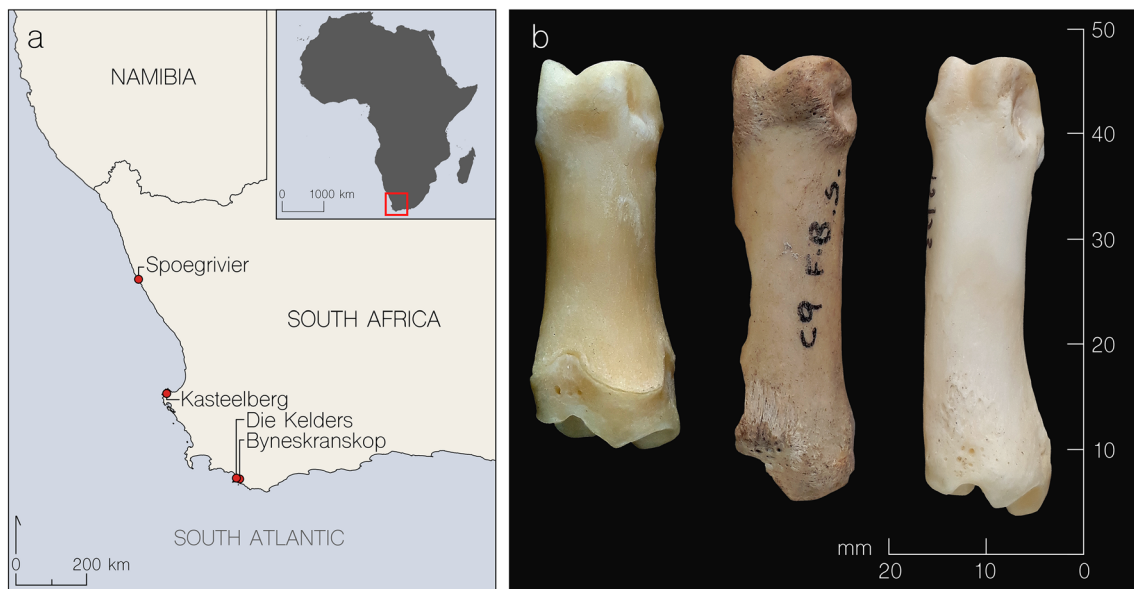 a
NAMIBIA
0 1000 km
Spoegrivier
SOUTH AFRICA
Kasteelberg
Die Kelders
Byneskranskop
SOUTH ATLANTIC
0 200 km
b
50
40
30
20
10
C9 F.B.S.
mm
20 10 0